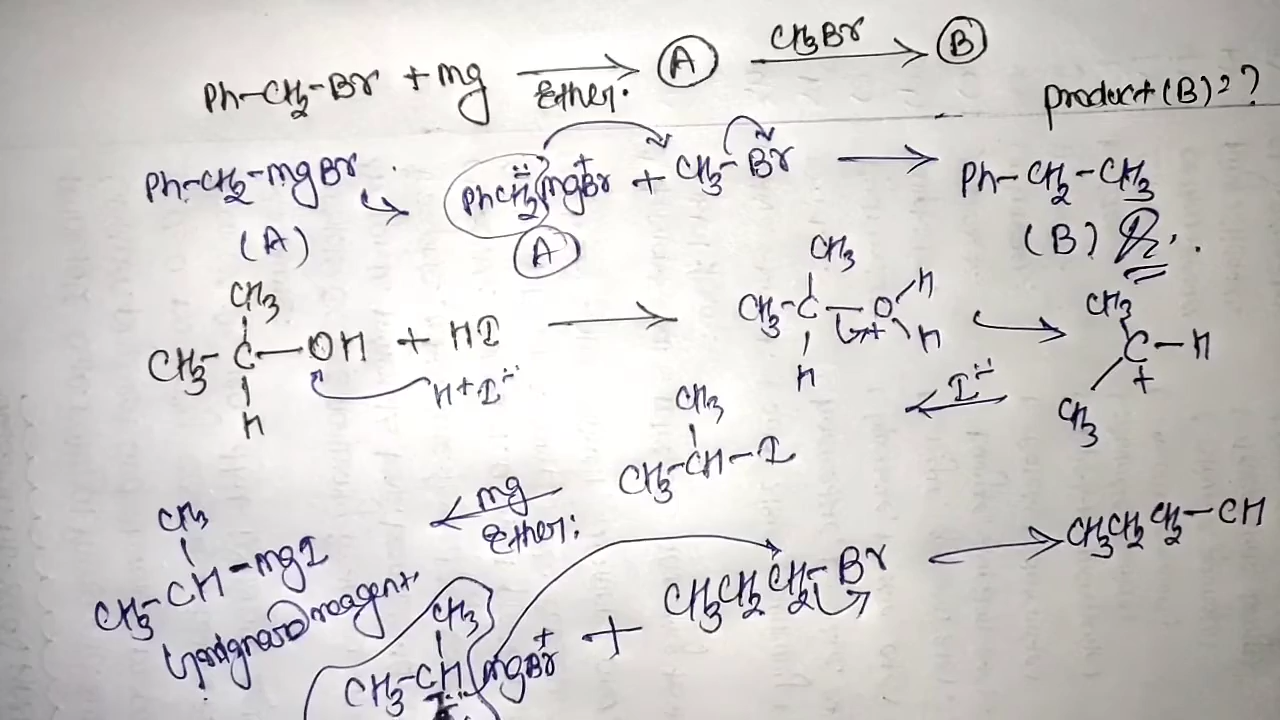 Ph-CH2-Br + mg ⟶ Ether. (A) CH3Br ⟶ (B)
product (B) = ?
Ph-CH2-mgBr ↪ PhCH2 mgBr + CH3-Br ⟶ Ph-CH2-CH3
(A) (A) (B)
CH3 CH3
CH3-C-OH + HI ⟶ CH3-C-O-H H ⟶ CH3 C-H
H H+I- H + CH3
CH3 I-
CH3-CH-I
mg
Ether:
CH3
CH3-CH-mgI
reagent
CH3
CH3-CH mgBr + CH3CH2CH2-Br ⟶ CH3CH2CH2-CH